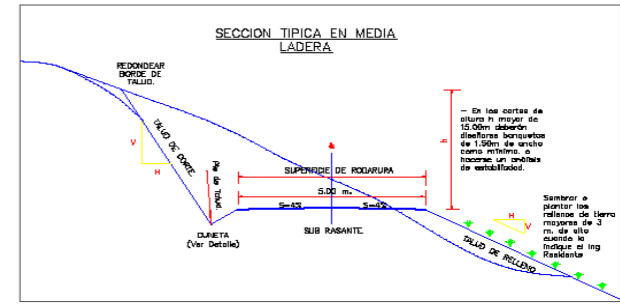 SECCION TIPICA EN MEDIA
LADERA
REDONDEAR
BORDE DE
TALUD.
TALUD DE CORTE.
V
H
Pie de Talud
SUPERFICIE DE RODARURA
5.00 m.
S=4%
S=4%
CUNETA
(Ver Detalle)
SUB RASANTE.
h
– En los cortes de
altura h mayor de
15.00m deberán
diseñarse banquetas
de 1.50m de ancho
como mínimo, o
hacerse un análisis
de estabilidad.
Sembrar o
plantar los
rellenos de tierra
mayores de 3
m. de alto
cuando lo
indique el Ing
Residente
H
V
TALUD DE RELLENO.